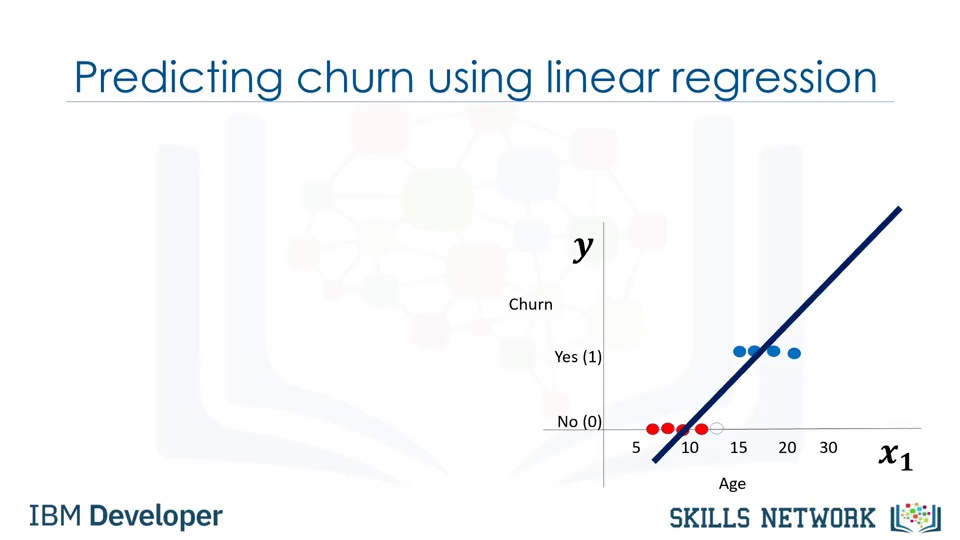 Predicting churn using linear regression
y
Churn
Yes (1)
No (0)
5 10 15 20 30
x₁
Age
IBM Developer
SKILLS NETWORK